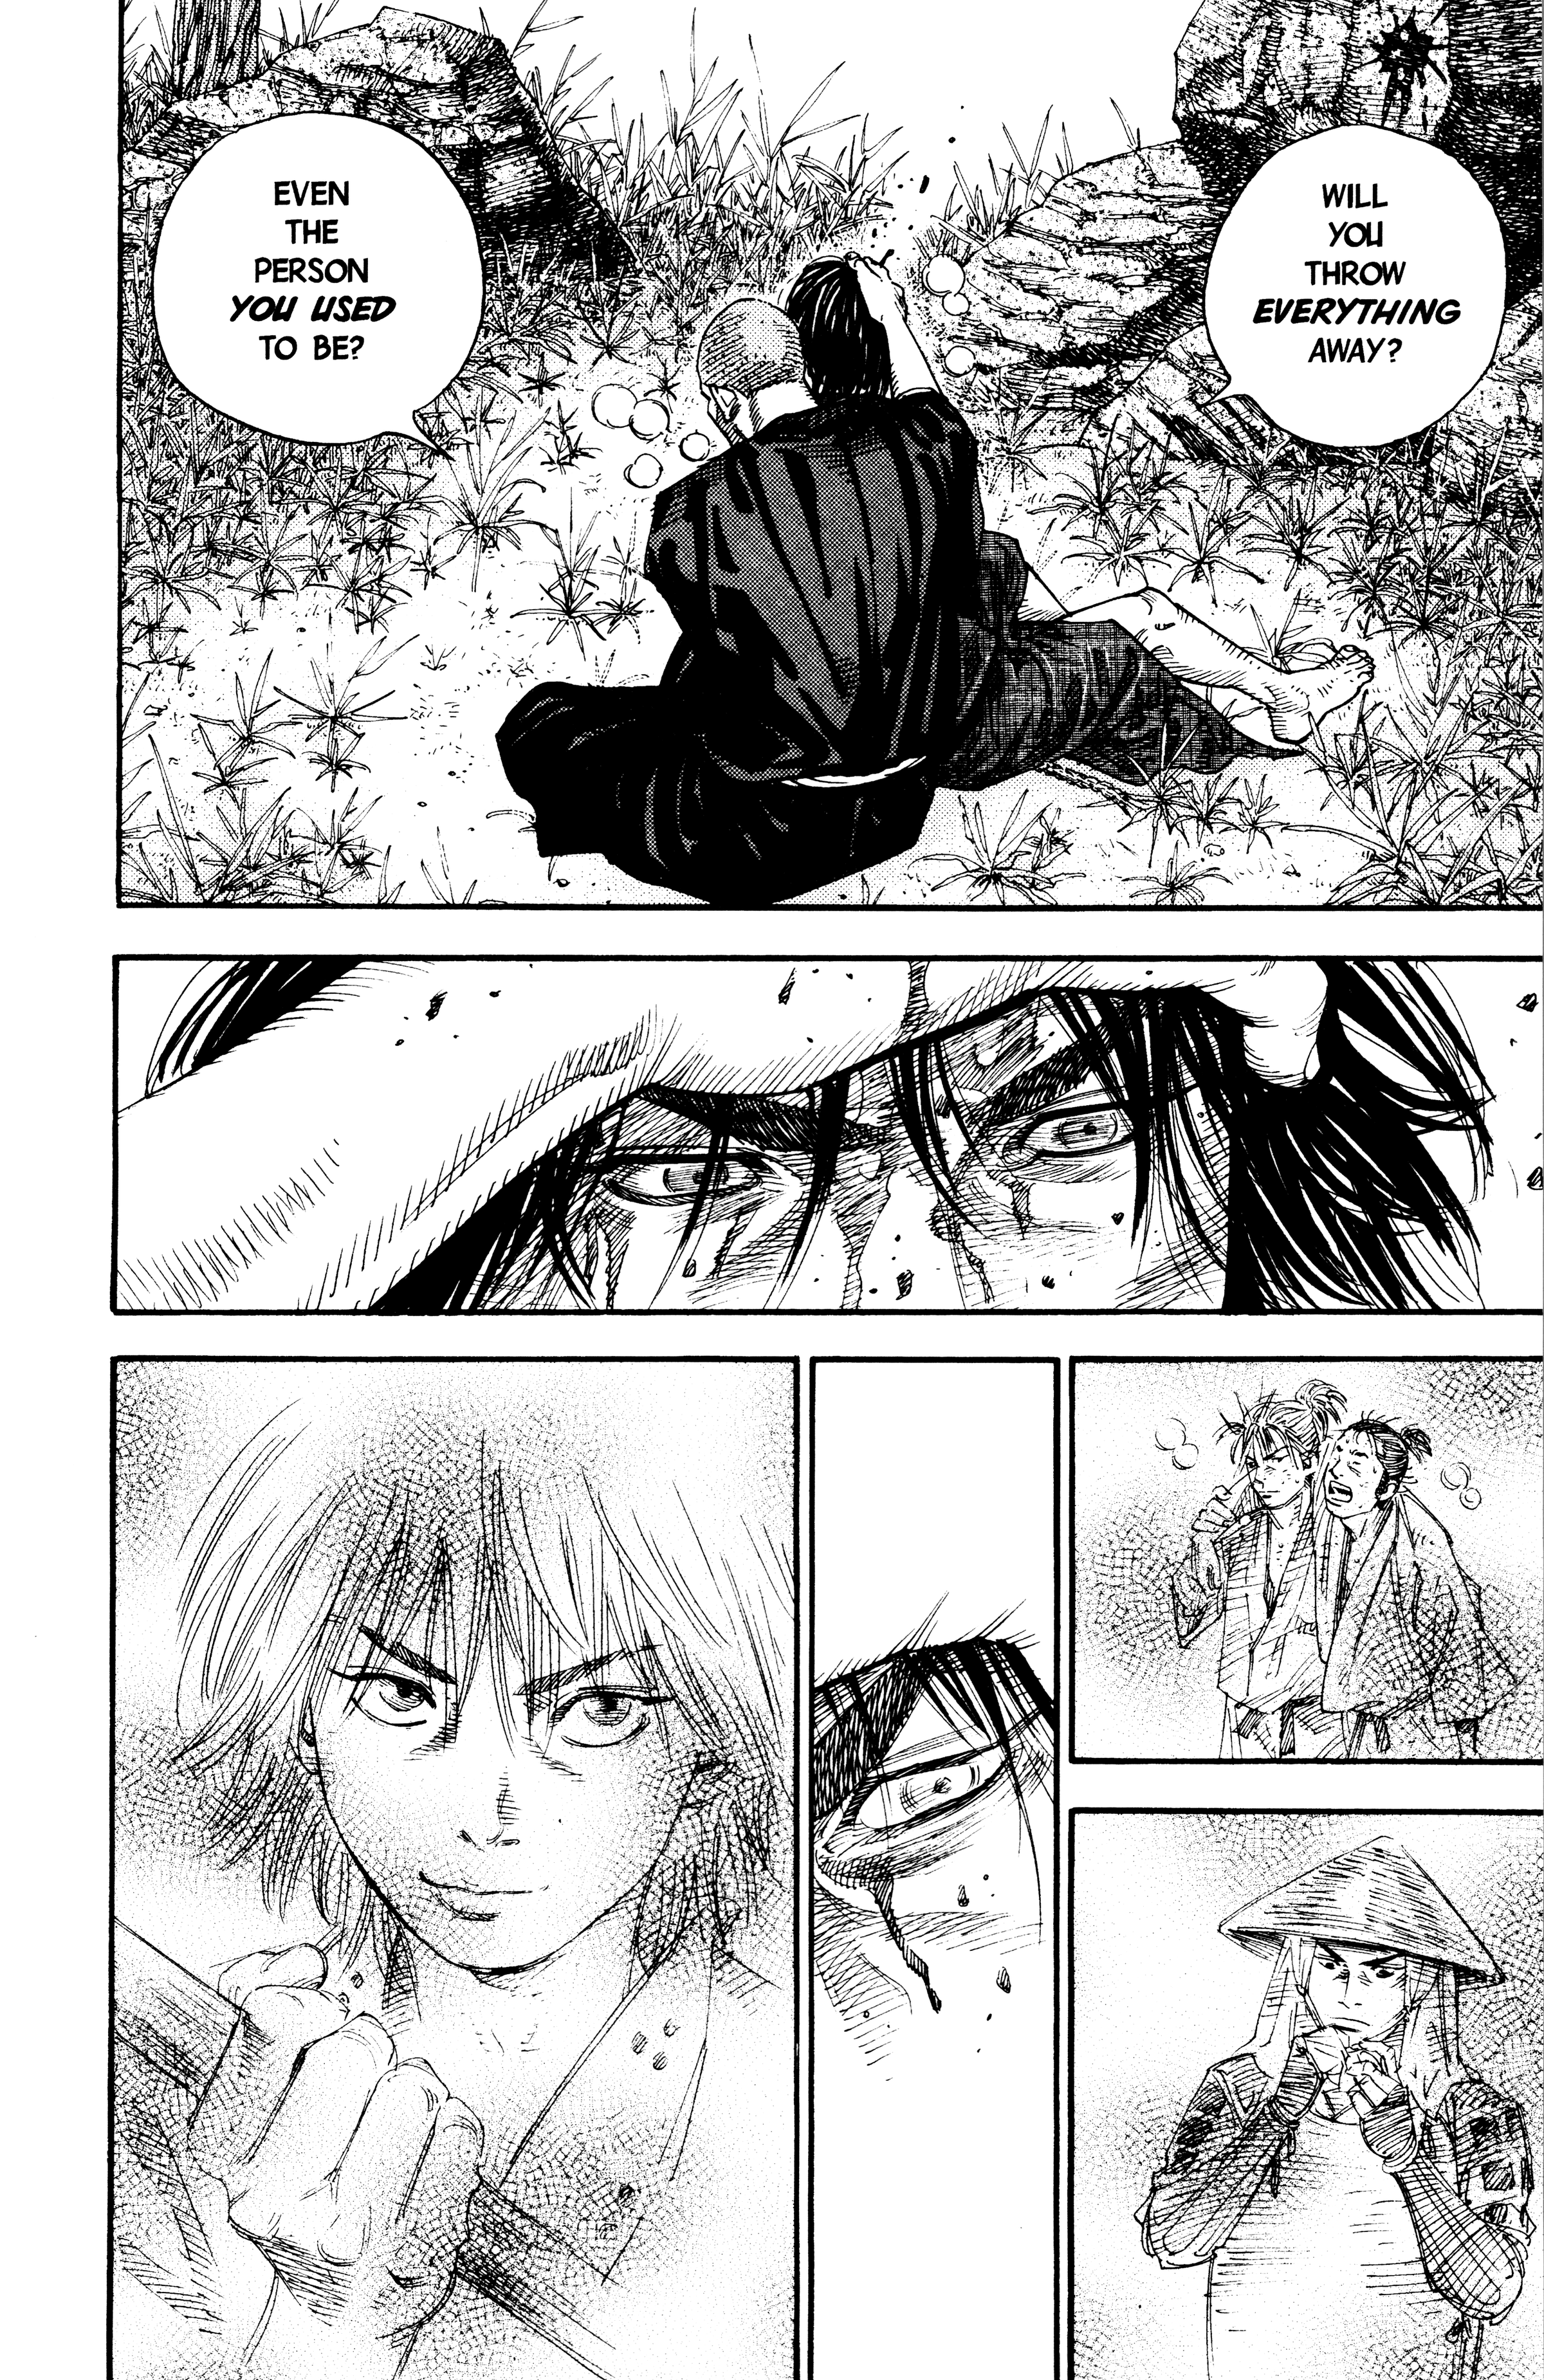 WILL
YOU
THROW
EVERYTHING
AWAY?
EVEN
THE
PERSON
YOU USED
TO BE?